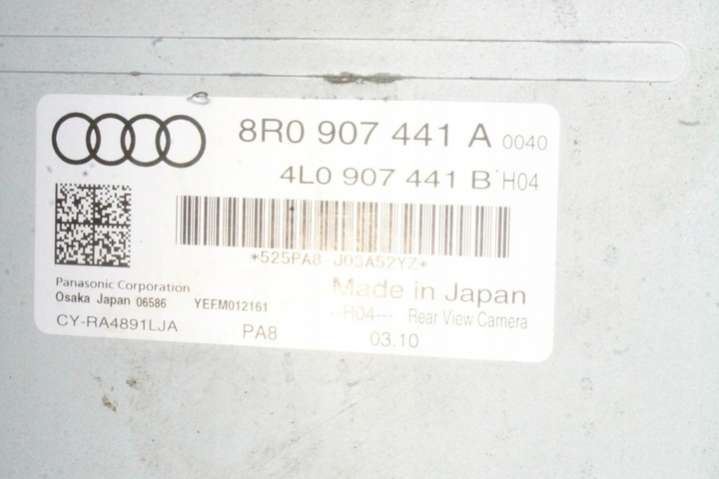 8R0 907 441 A 0040
4L0 907 441 B H04
*525PA8 J03A52YZ*
Panasonic Corporation
Osaka Japan 06586 YEFM012161
Made in Japan
CY-RA4891LJA
--H04-- Rear View Camera
PA8
03.10